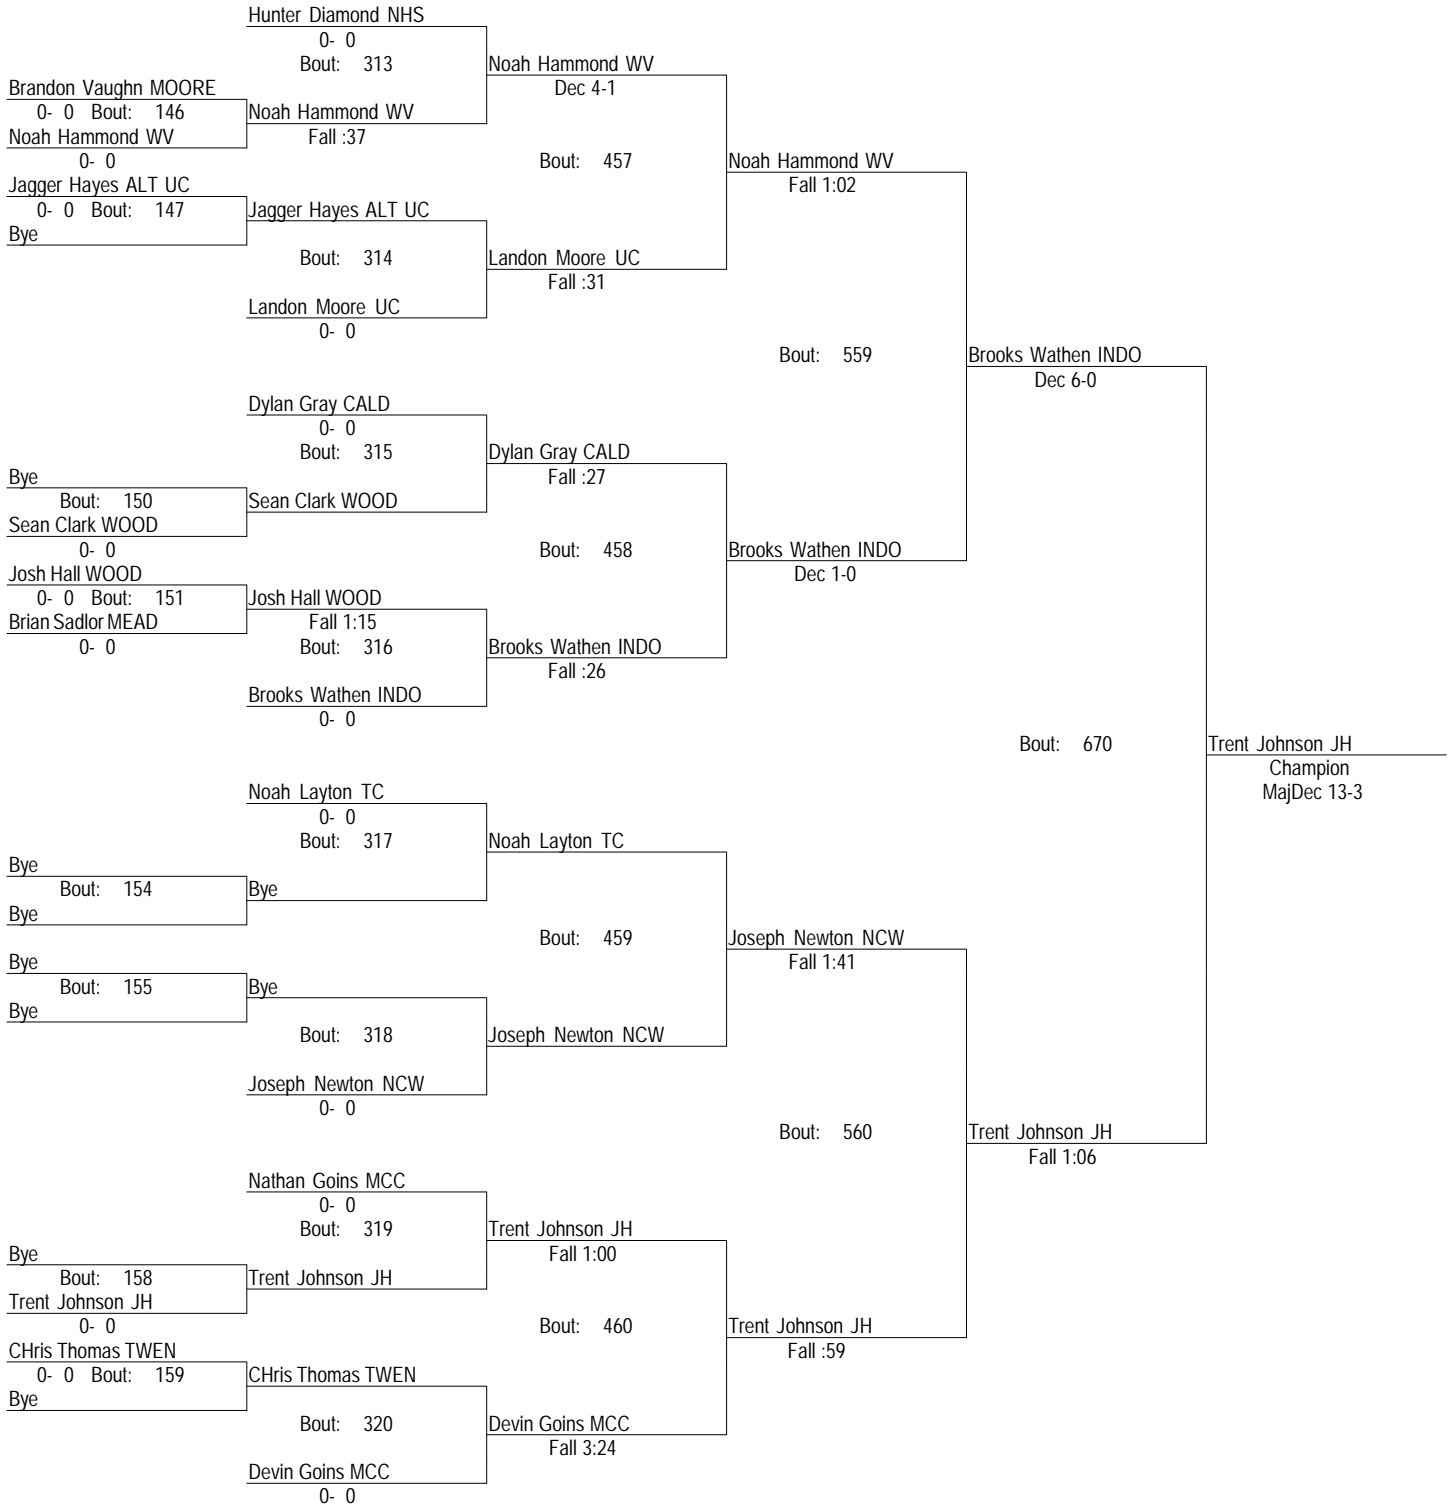 Hunter Diamond NHS
0- 0
Bout: 313
Noah Hammond WV
Dec 4-1
Brandon Vaughn MOORE
0- 0 Bout: 146
Noah Hammond WV
Fall :37
Noah Hammond WV
0- 0
Bout: 457
Noah Hammond WV
Fall 1:02
Jagger Hayes ALT UC
0- 0 Bout: 147
Jagger Hayes ALT UC
Bye
Bout: 314
Landon Moore UC
Fall :31
Landon Moore UC
0- 0
Bout: 559
Brooks Wathen INDO
Dec 6-0
Dylan Gray CALD
0- 0
Bout: 315
Dylan Gray CALD
Fall :27
Bye
Bout: 150
Sean Clark WOOD
Sean Clark WOOD
0- 0
Bout: 458
Brooks Wathen INDO
Dec 1-0
Josh Hall WOOD
0- 0 Bout: 151
Josh Hall WOOD
Fall 1:15
Brian Sadlor MEAD
0- 0
Bout: 316
Brooks Wathen INDO
Fall :26
Brooks Wathen INDO
0- 0
Bout: 670
Trent Johnson JH
Champion
MajDec 13-3
Noah Layton TC
0- 0
Bout: 317
Noah Layton TC
Bye
Bout: 154
Bye
Bye
Bout: 459
Joseph Newton NCW
Fall 1:41
Bye
Bout: 155
Bye
Bye
Bout: 318
Joseph Newton NCW
Joseph Newton NCW
0- 0
Bout: 560
Trent Johnson JH
Fall 1:06
Nathan Goins MCC
0- 0
Bout: 319
Trent Johnson JH
Fall 1:00
Bye
Bout: 158
Trent Johnson JH
Trent Johnson JH
0- 0
Bout: 460
Trent Johnson JH
Fall :59
CHris Thomas TWEN
0- 0 Bout: 159
CHris Thomas TWEN
Bye
Bout: 320
Devin Goins MCC
Fall 3:24
Devin Goins MCC
0- 0